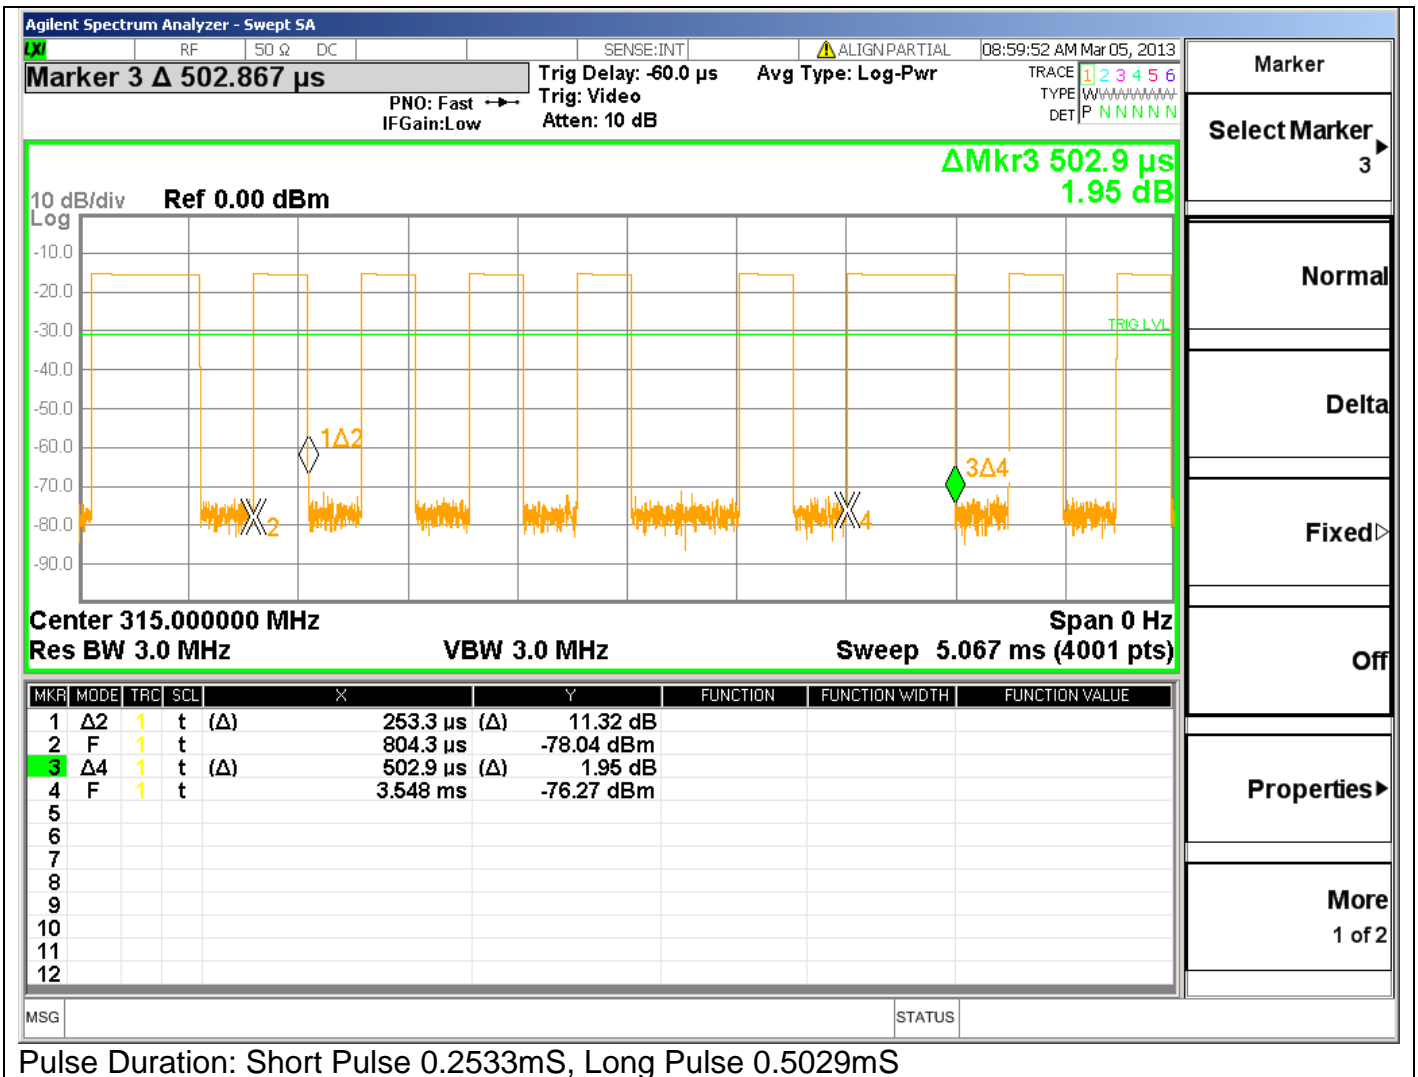 Agilent Spectrum Analyzer - Swept SA
LXI RF 50 Ω DC SENSE:INT ALIGN PARTIAL 08:59:52 AM Mar 05, 2013
Marker 3 Δ 502.867 µs
PNO: Fast
IFGain:Low
Trig Delay: -60.0 µs
Trig: Video
Atten: 10 dB
Avg Type: Log-Pwr
TRACE 1 2 3 4 5 6
TYPE W W W W W W
DET P N N N N N
ΔMkr3 502.9 µs
1.95 dB
10 dB/div Ref 0.00 dBm
Log
-10.0
-20.0
-30.0
-40.0
-50.0
-60.0
-70.0
-80.0
-90.0
TRIG LVL
1Δ2
3Δ4
2
4
Center 315.000000 MHz Span 0 Hz
Res BW 3.0 MHz VBW 3.0 MHz Sweep 5.067 ms (4001 pts)
MKR MODE TRC SCL X Y FUNCTION FUNCTION WIDTH FUNCTION VALUE
1 Δ2 1 t (Δ) 253.3 µs (Δ) 11.32 dB
2 F 1 t 804.3 µs -78.04 dBm
3 Δ4 1 t (Δ) 502.9 µs (Δ) 1.95 dB
4 F 1 t 3.548 ms -76.27 dBm
5
6
7
8
9
10
11
12
MSG STATUS
Marker
Select Marker
3
Normal
Delta
Fixed
Off
Properties
More
1 of 2
Pulse Duration: Short Pulse 0.2533mS, Long Pulse 0.5029mS